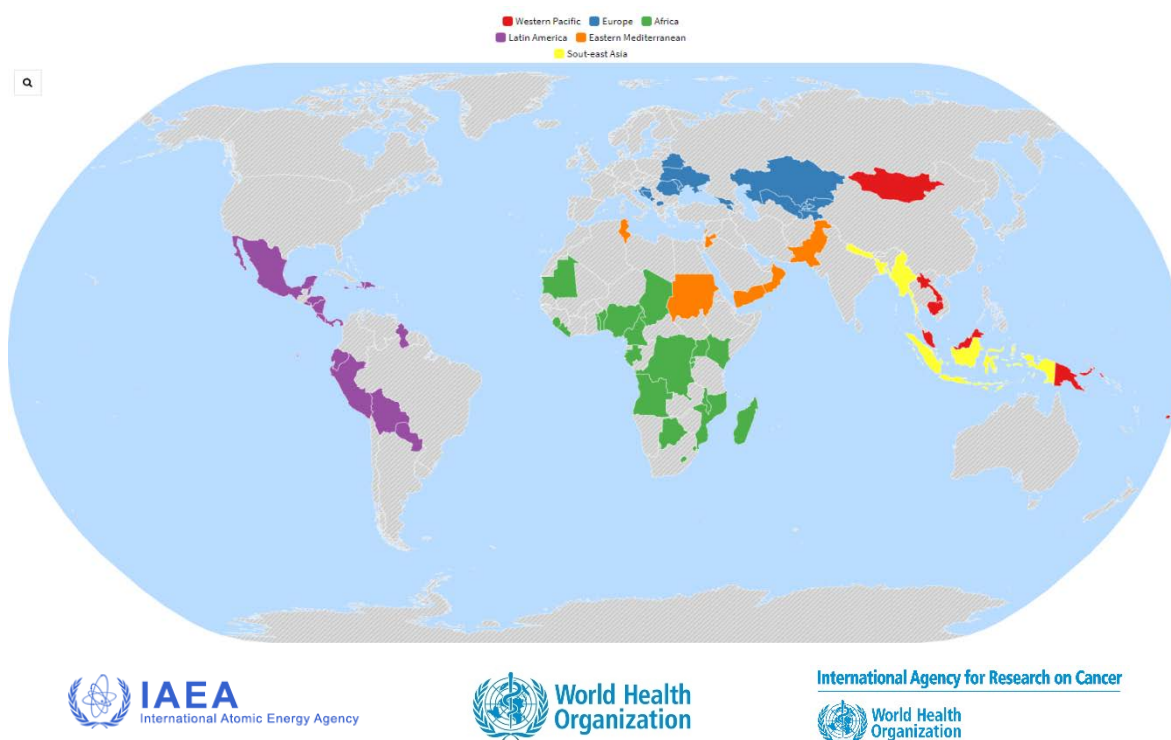 Western Pacific Europe Africa
Latin America Eastern Mediterranean
Sout-east Asia
IAEA
International Atomic Energy Agency
World Health
Organization
International Agency for Research on Cancer
World Health
Organization